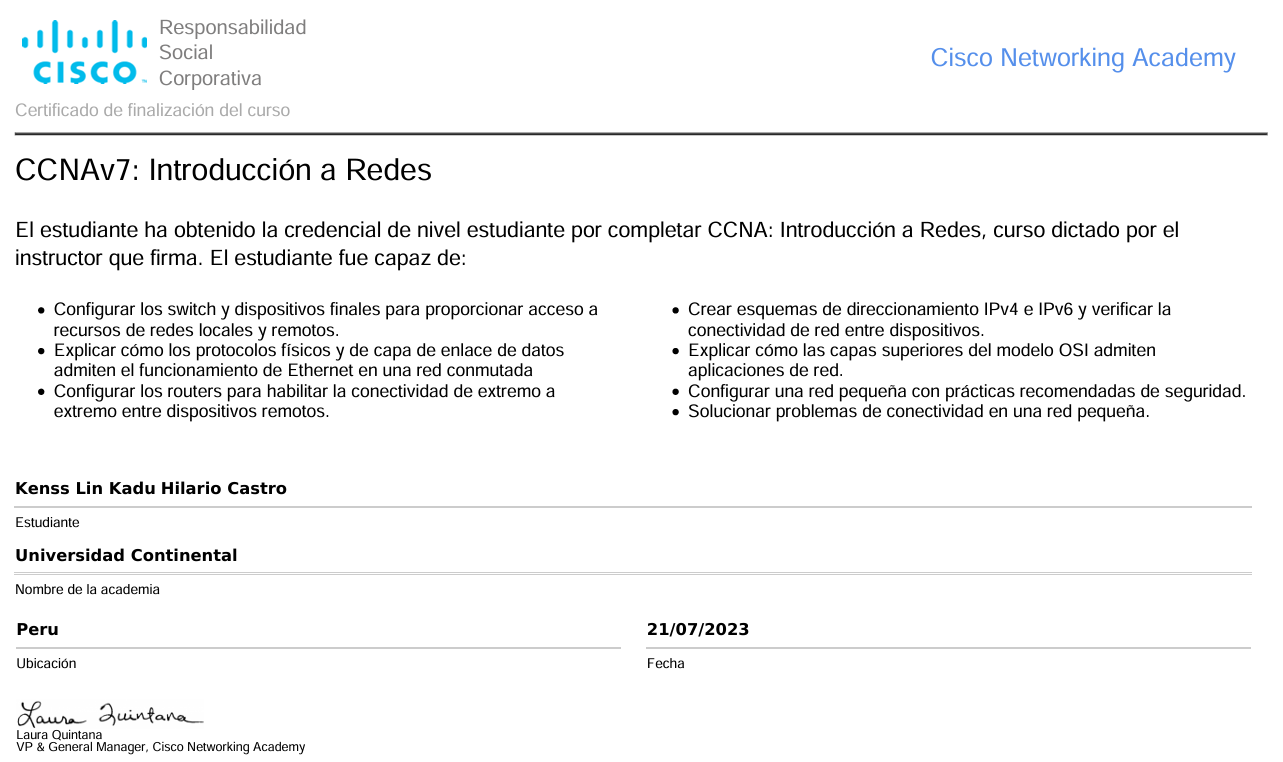 CISCO
Responsabilidad
Social
Corporativa
Cisco Networking Academy
Certificado de finalización del curso
CCNAv7: Introducción a Redes
El estudiante ha obtenido la credencial de nivel estudiante por completar CCNA: Introducción a Redes, curso dictado por el
instructor que firma. El estudiante fue capaz de:
• Configurar los switch y dispositivos finales para proporcionar acceso a
recursos de redes locales y remotos.
• Explicar cómo los protocolos físicos y de capa de enlace de datos
admiten el funcionamiento de Ethernet en una red conmutada
• Configurar los routers para habilitar la conectividad de extremo a
extremo entre dispositivos remotos.
• Crear esquemas de direccionamiento IPv4 e IPv6 y verificar la
conectividad de red entre dispositivos.
• Explicar cómo las capas superiores del modelo OSI admiten
aplicaciones de red.
• Configurar una red pequeña con prácticas recomendadas de seguridad.
• Solucionar problemas de conectividad en una red pequeña.
Kenss Lin Kadu Hilario Castro
Estudiante
Universidad Continental
Nombre de la academia
Peru
Ubicación
21/07/2023
Fecha
Laura Quintana
Laura Quintana
VP & General Manager, Cisco Networking Academy